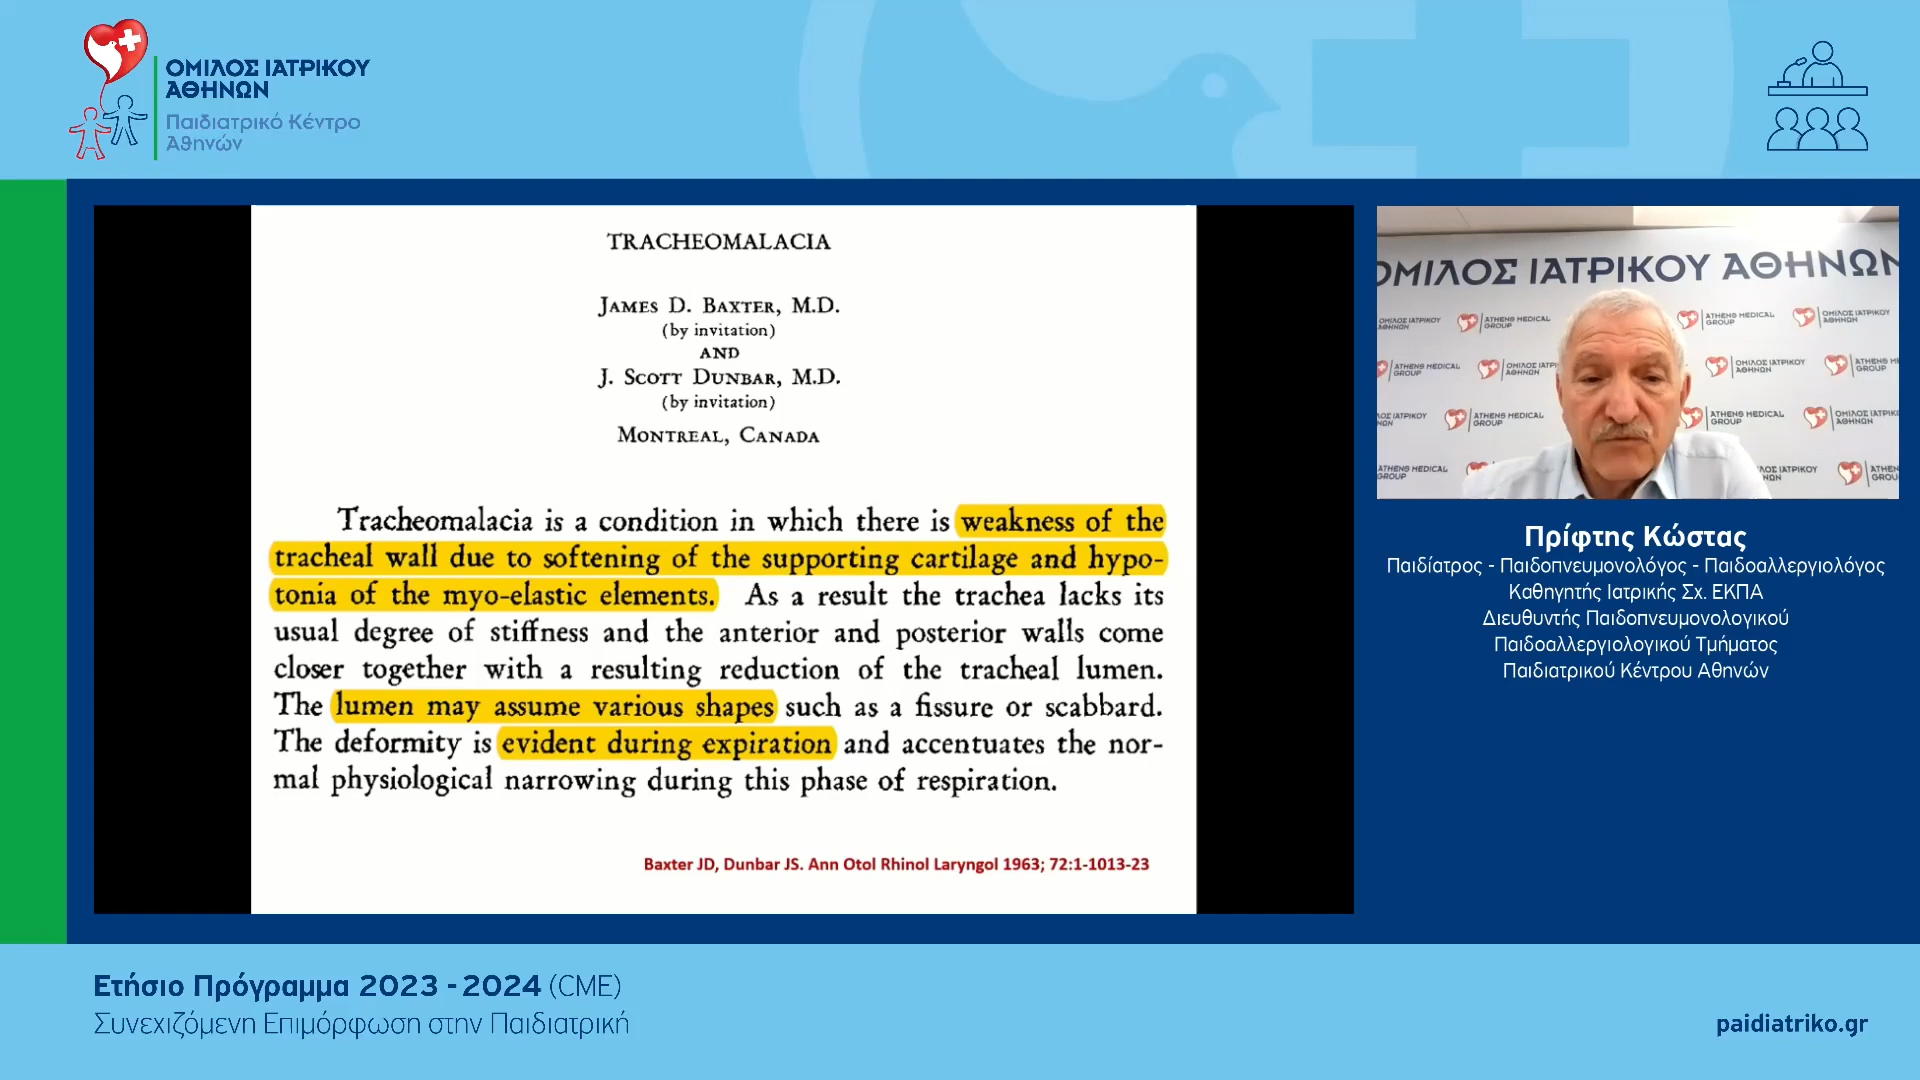 ΟΜΙΛΟΣ ΙΑΤΡΙΚΟΥ
ΑΘΗΝΩΝ
Παιδιατρικό Κέντρο
Αθηνών
TRACHEOMALACIA
JAMES D. BAXTER, M.D.
(by invitation)
AND
J. SCOTT DUNBAR, M.D.
(by invitation)
MONTREAL, CANADA
Tracheomalacia is a condition in which there is weakness of the
tracheal wall due to softening of the supporting cartilage and hypo-
tonia of the myo-elastic elements. As a result the trachea lacks its
usual degree of stiffness and the anterior and posterior walls come
closer together with a resulting reduction of the tracheal lumen.
The lumen may assume various shapes such as a fissure or scabbard.
The deformity is evident during expiration and accentuates the nor-
mal physiological narrowing during this phase of respiration.
Baxter JD, Dunbar JS. Ann Otol Rhinol Laryngol 1963; 72:1-1013-23
ΟΜΙΛΟΣ ΙΑΤΡΙΚΟΥ ΑΘΗΝΩΝ
ATHENS MEDICAL
GROUP
ΟΜΙΛΟΣ ΙΑΤΡΙΚΟΥ
ΑΘΗΝΩΝ
Πρίφτης Κώστας
Παιδίατρος - Παιδοπνευμονολόγος - Παιδοαλλεργιολόγος
Καθηγητής Ιατρικής Σχ. ΕΚΠΑ
Διευθυντής Παιδοπνευμονολογικού
Παιδοαλλεργιολογικού Τμήματος
Παιδιατρικού Κέντρου Αθηνών
Ετήσιο Πρόγραμμα 2023 - 2024 (CME)
Συνεχιζόμενη Επιμόρφωση στην Παιδιατρική
paidiatriko.gr